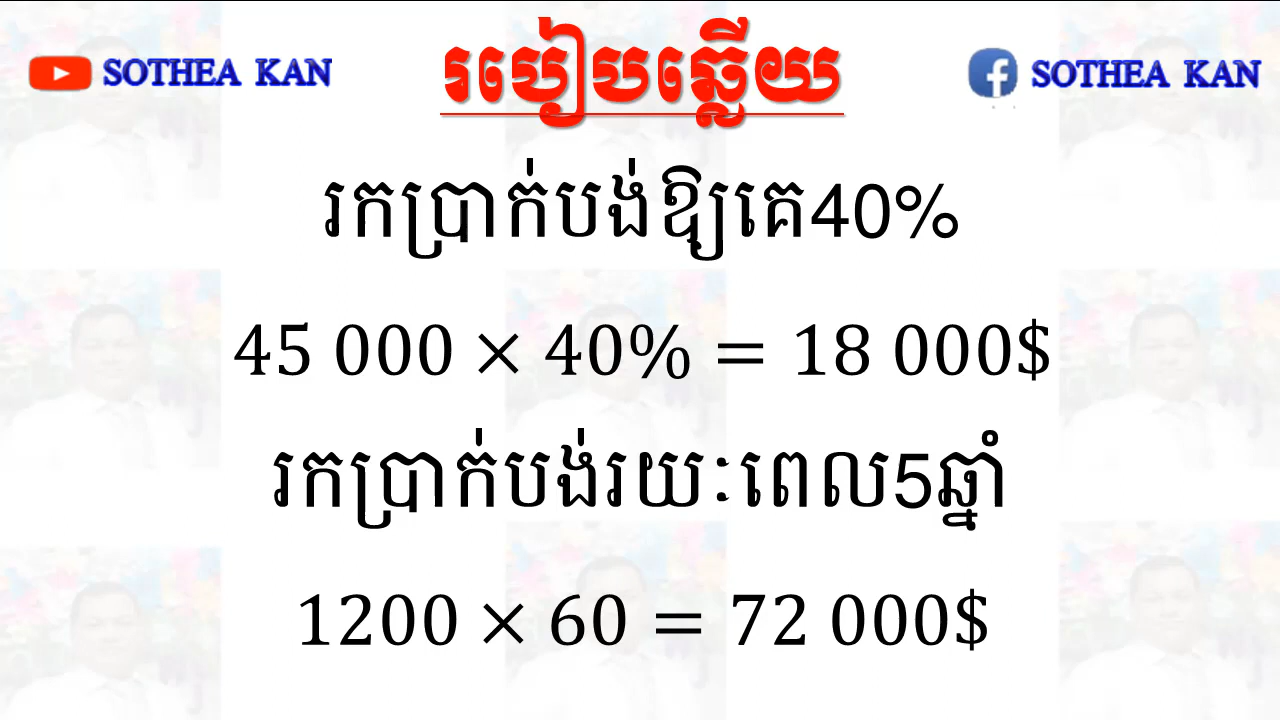 SOTHEA KAN
របៀបឆ្លើយ
SOTHEA KAN
រកប្រាក់បង់ឱ្យគេ40%
45 000 × 40% = 18 000$
រកប្រាក់បង់រយៈពេល5ឆ្នាំ
1200 × 60 = 72 000$